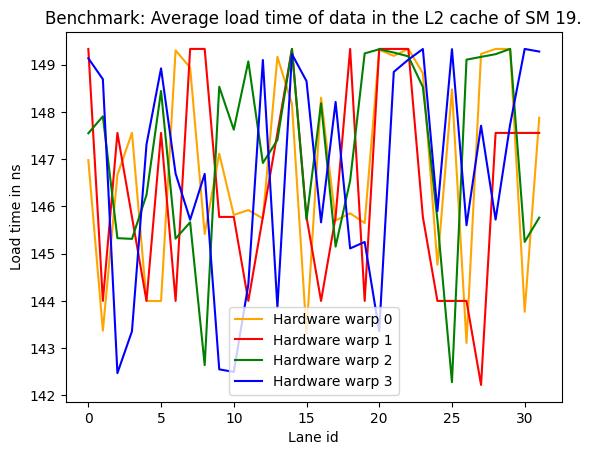 Benchmark: Average load time of data in the L2 cache of SM 19.
Load time in ns
149
148
147
146
145
144
143
142
Hardware warp 0
Hardware warp 1
Hardware warp 2
Hardware warp 3
0 5 10 15 20 25 30
Lane id